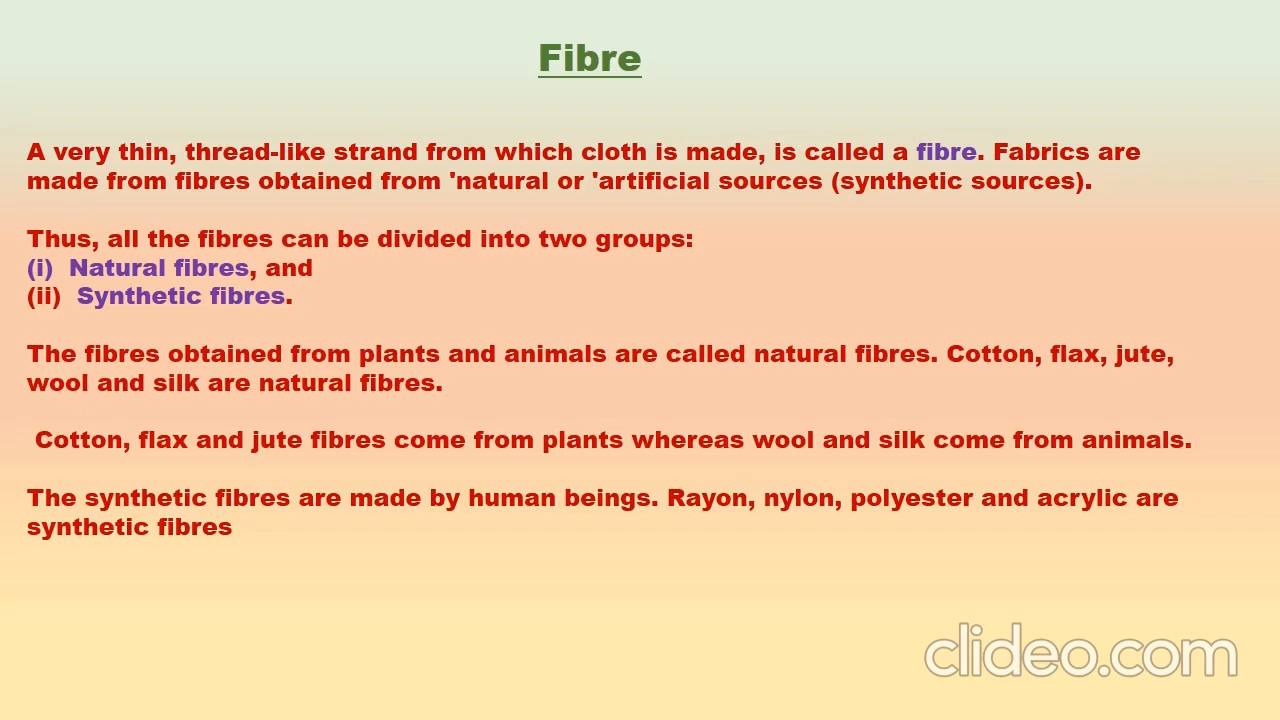 Fibre
A very thin, thread-like strand from which cloth is made, is called a fibre. Fabrics are
made from fibres obtained from 'natural or 'artificial sources (synthetic sources).
Thus, all the fibres can be divided into two groups:
(i) Natural fibres, and
(ii) Synthetic fibres.
The fibres obtained from plants and animals are called natural fibres. Cotton, flax, jute,
wool and silk are natural fibres.
Cotton, flax and jute fibres come from plants whereas wool and silk come from animals.
The synthetic fibres are made by human beings. Rayon, nylon, polyester and acrylic are
synthetic fibres
clideo.com